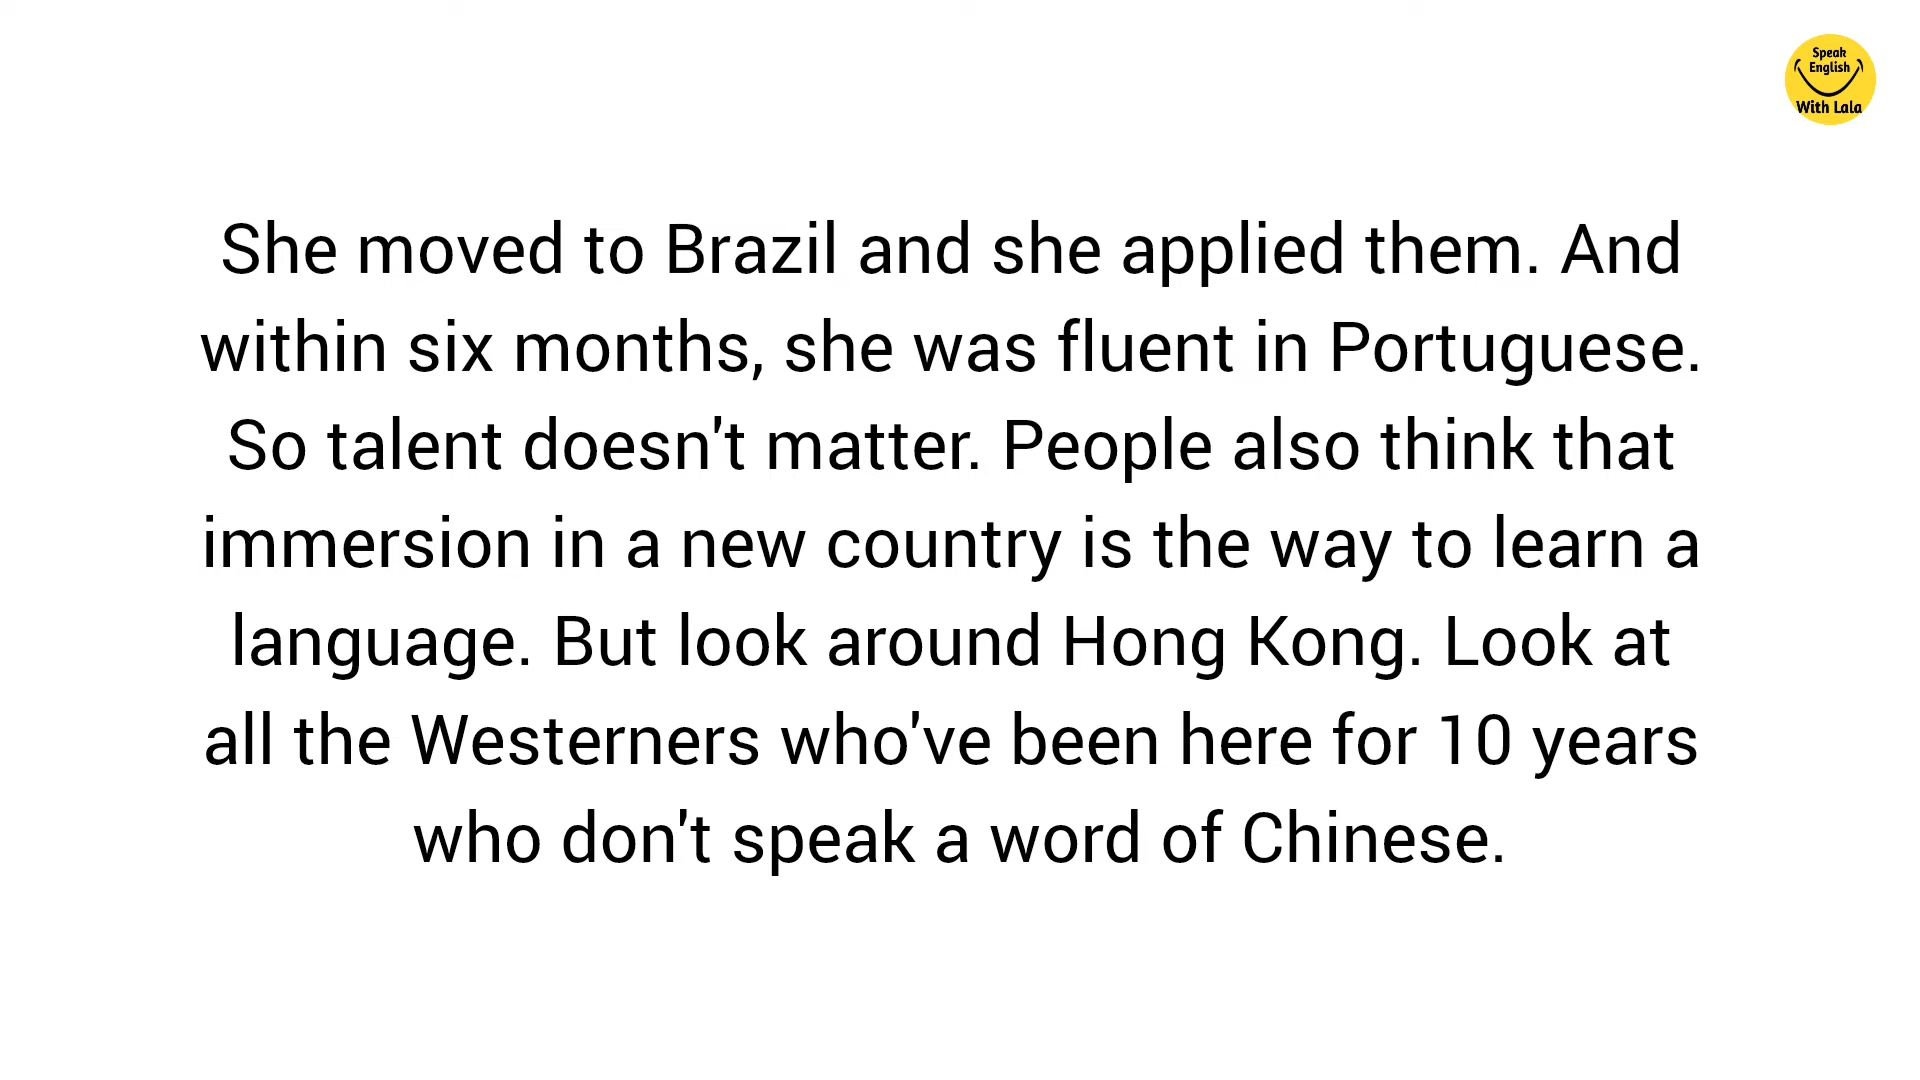 Speak
English
With Lala
She moved to Brazil and she applied them. And
within six months, she was fluent in Portuguese.
So talent doesn't matter. People also think that
immersion in a new country is the way to learn a
language. But look around Hong Kong. Look at
all the Westerners who've been here for 10 years
who don't speak a word of Chinese.